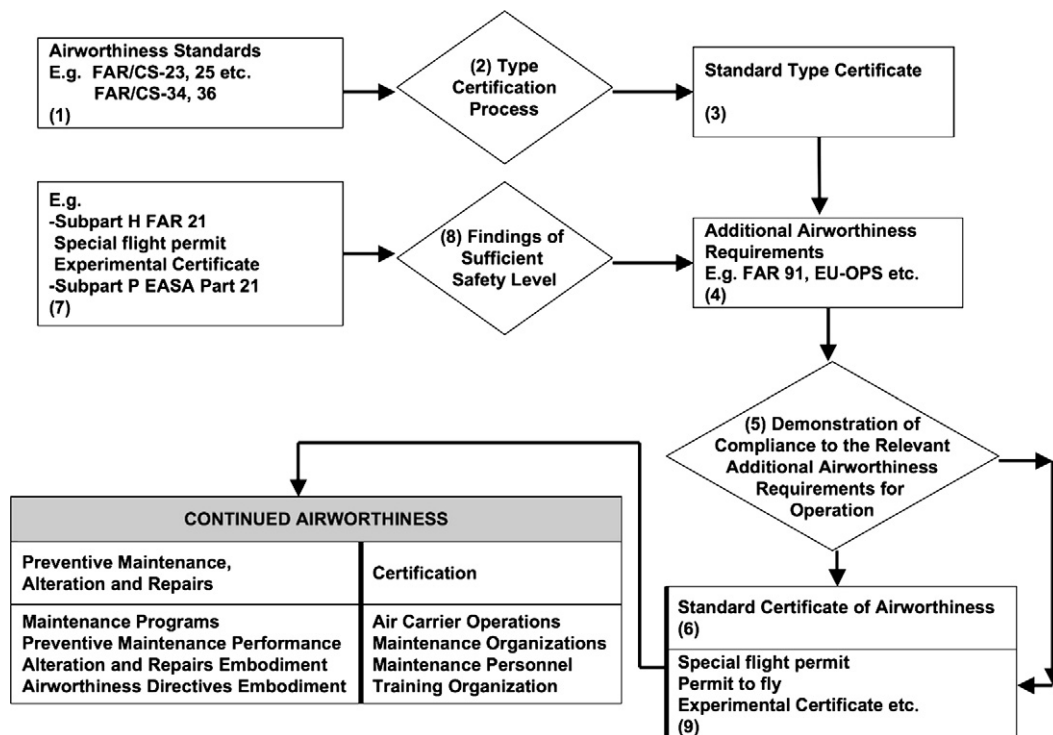 Airworthiness Standards
E.g. FAR/CS-23, 25 etc.
FAR/CS-34, 36
(1)
(2) Type
Certification
Process
Standard Type Certificate
(3)
E.g.
-Subpart H FAR 21
Special flight permit
Experimental Certificate
-Subpart P EASA Part 21
(7)
(8) Findings of
Sufficient
Safety Level
Additional Airworthiness
Requirements
E.g. FAR 91, EU-OPS etc.
(4)
(5) Demonstration of
Compliance to the Relevant
Additional Airworthiness
Requirements for
Operation
CONTINUED AIRWORTHINESS
Preventive Maintenance,
Alteration and Repairs
Certification
Maintenance Programs
Preventive Maintenance Performance
Alteration and Repairs Embodiment
Airworthiness Directives Embodiment
Air Carrier Operations
Maintenance Organizations
Maintenance Personnel
Training Organization
Standard Certificate of Airworthiness
(6)
Special flight permit
Permit to fly
Experimental Certificate etc.
(9)